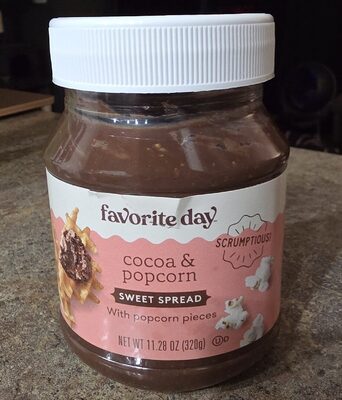 favorite day
SCRUMPTIOUS!
cocoa &
popcorn
SWEET SPREAD
With popcorn pieces
NET WT 11.28 OZ (320g)
U D